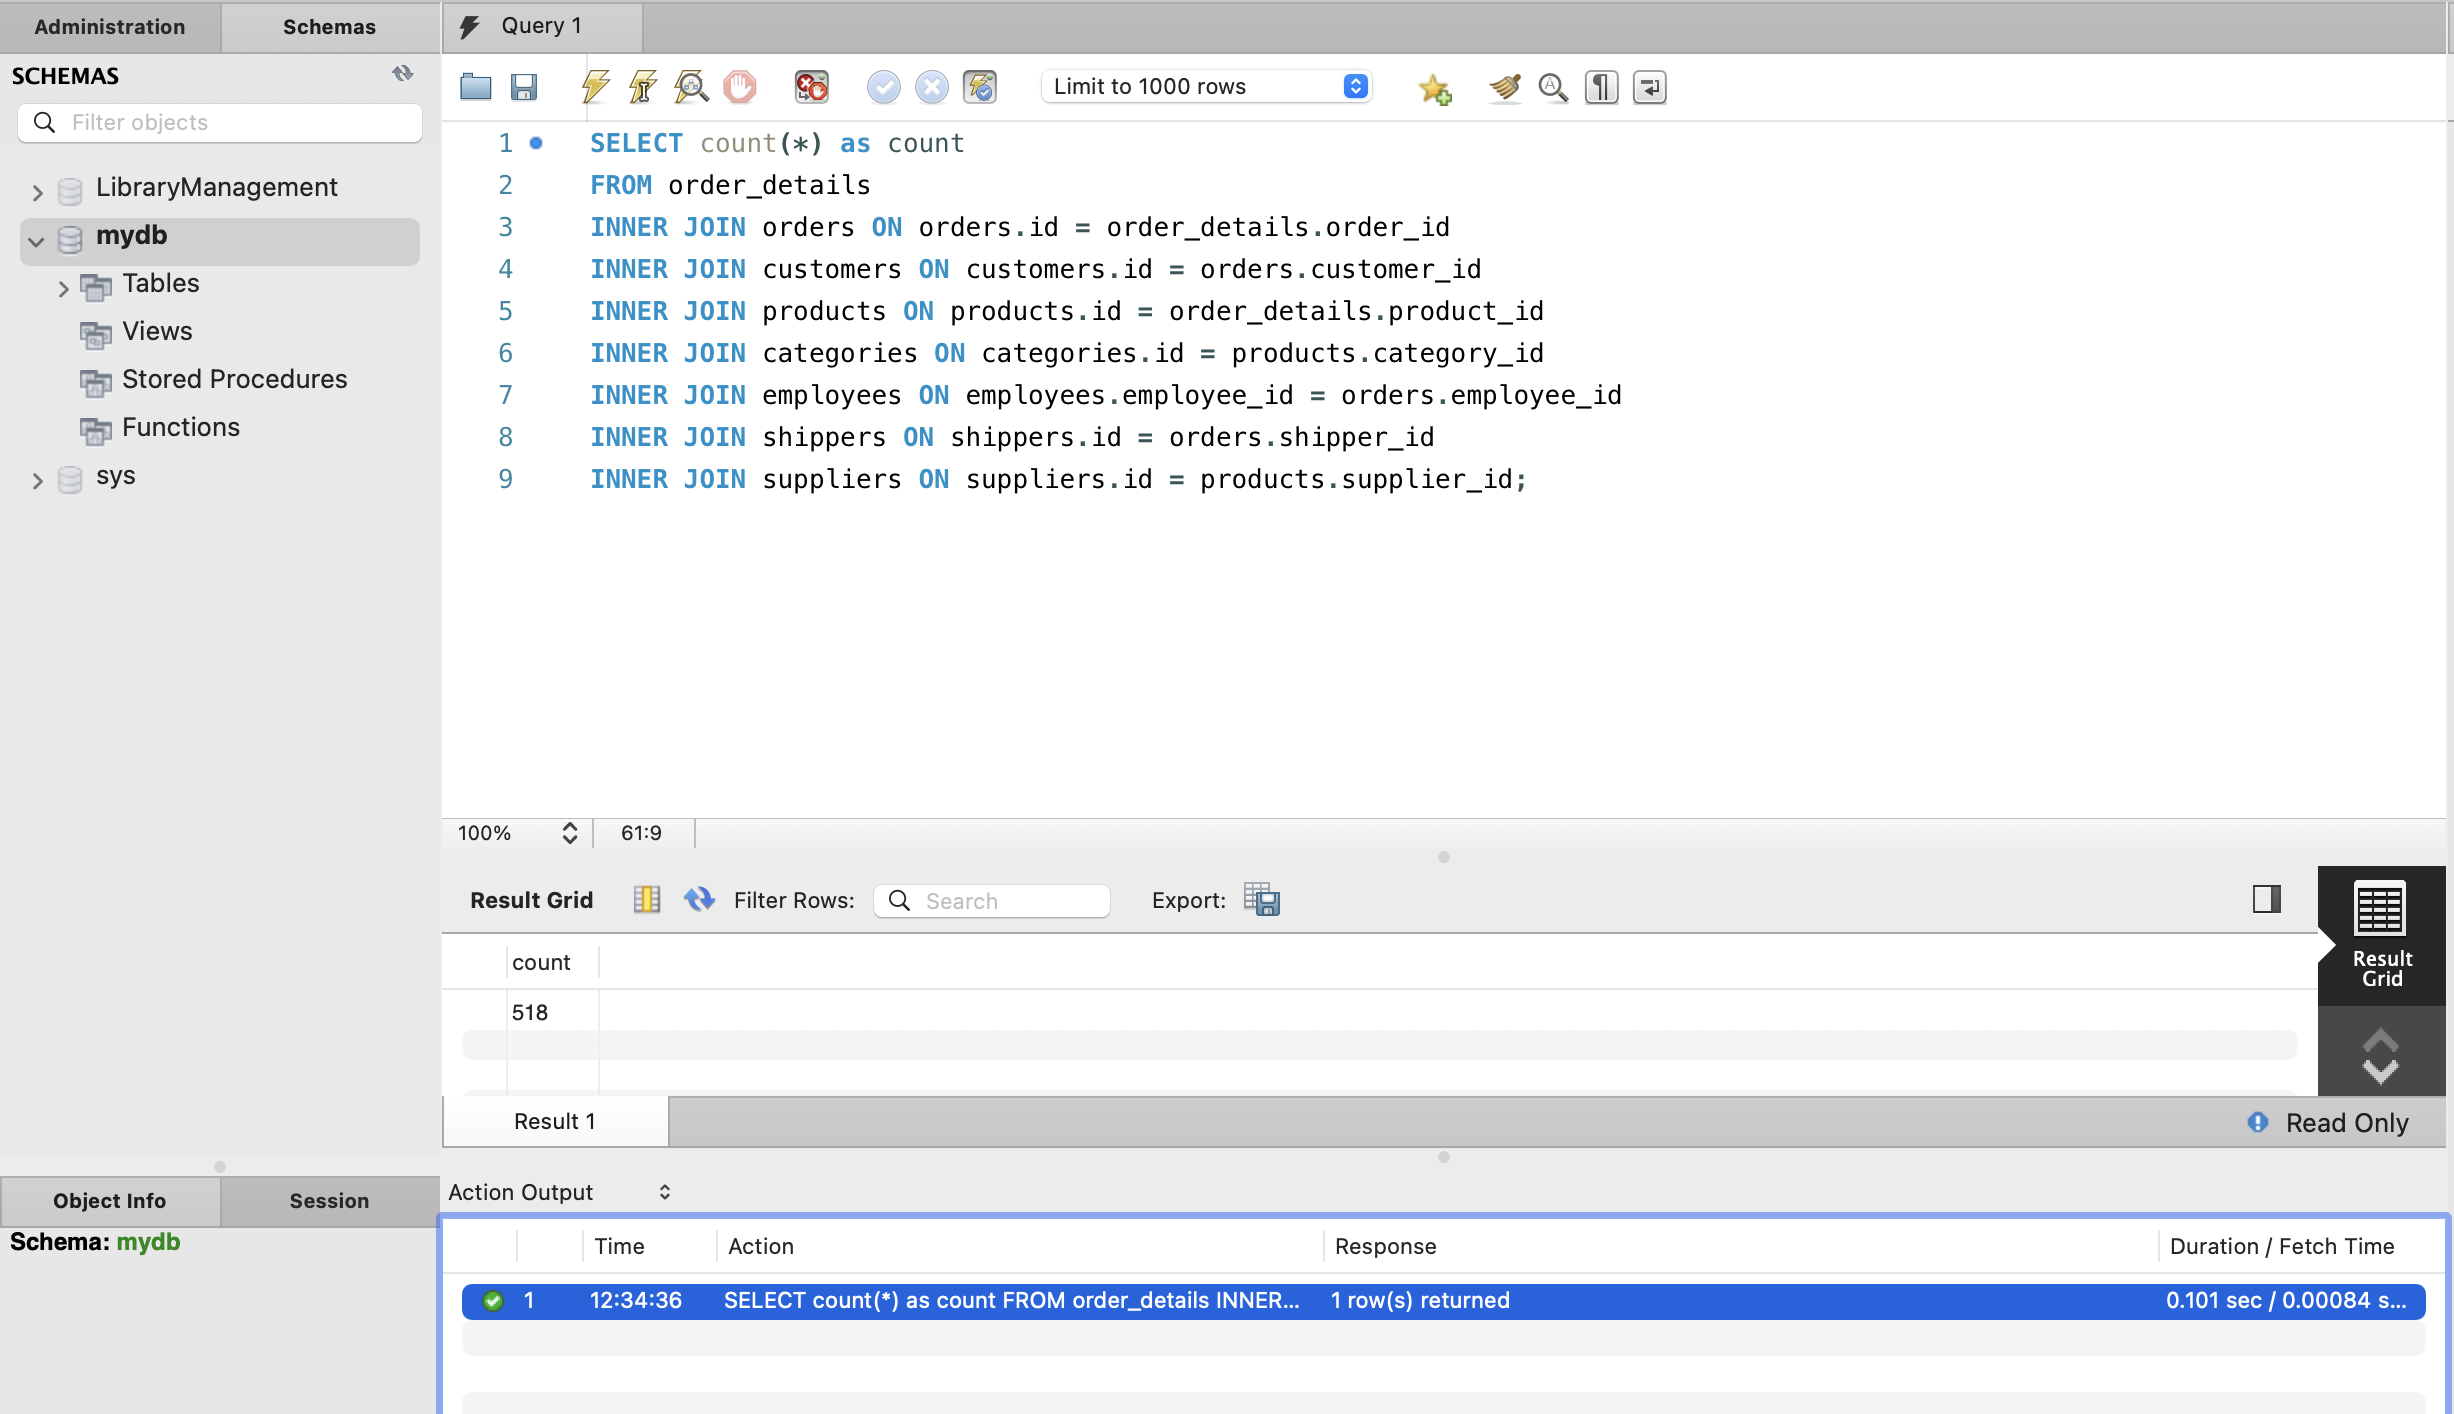 Administration
Schemas
Query 1
SCHEMAS
Filter objects
LibraryManagement
mydb
Tables
Views
Stored Procedures
Functions
sys
Limit to 1000 rows
1 SELECT count(*) as count
2 FROM order_details
3 INNER JOIN orders ON orders.id = order_details.order_id
4 INNER JOIN customers ON customers.id = orders.customer_id
5 INNER JOIN products ON products.id = order_details.product_id
6 INNER JOIN categories ON categories.id = products.category_id
7 INNER JOIN employees ON employees.employee_id = orders.employee_id
8 INNER JOIN shippers ON shippers.id = orders.shipper_id
9 INNER JOIN suppliers ON suppliers.id = products.supplier_id;
100% 61:9
Result Grid Filter Rows: Search Export:
count
518
Result
Grid
Result 1
Read Only
Object Info
Session
Schema: mydb
Action Output
Time Action Response Duration / Fetch Time
1 12:34:36 SELECT count(*) as count FROM order_details INNER... 1 row(s) returned 0.101 sec / 0.00084 s...